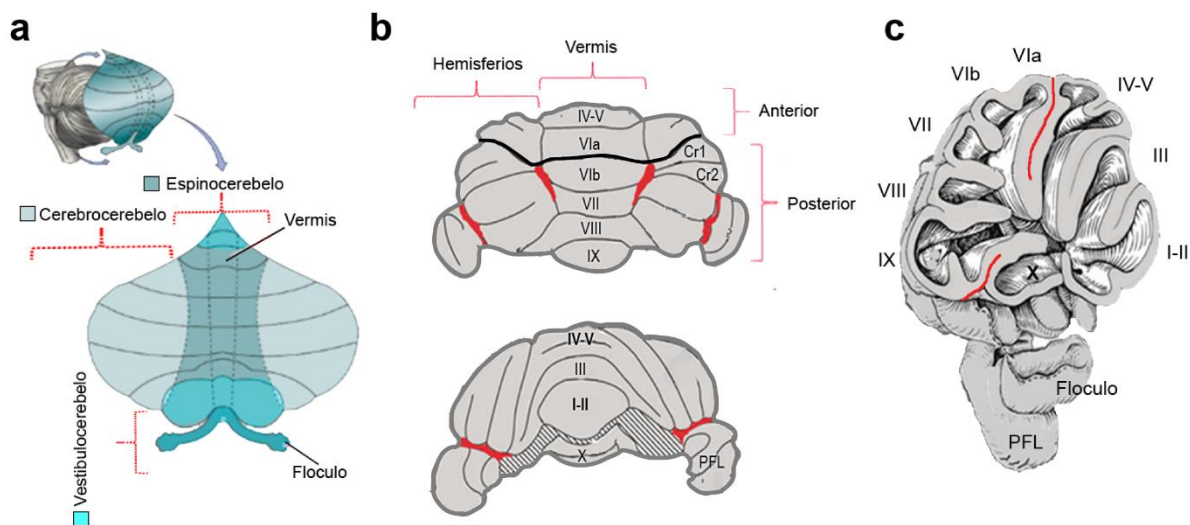 a
Espinocerebelo
Cerebrocerebelo
Vermis
Vestibulocerebelo
Floculo
b
Vermis
Hemisferios
Anterior
IV-V
VIa
Cr1
VIb
Cr2
VII
Posterior
VIII
IX
IV-V
III
I-II
X
PFL
c
VIa
VIb
IV-V
VII
III
VIII
IX
I-II
X
Floculo
PFL